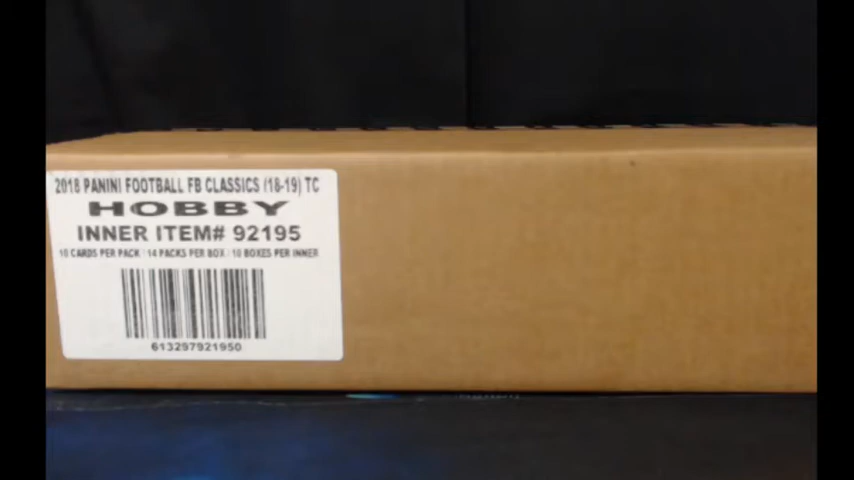 2018 PANINI FOOTBALL FB CLASSICS (18-19) TC
HOBBY
INNER ITEM# 92195
10 CARDS PER PACK / 14 PACKS PER BOX / 10 BOXES PER INNER
613297921950